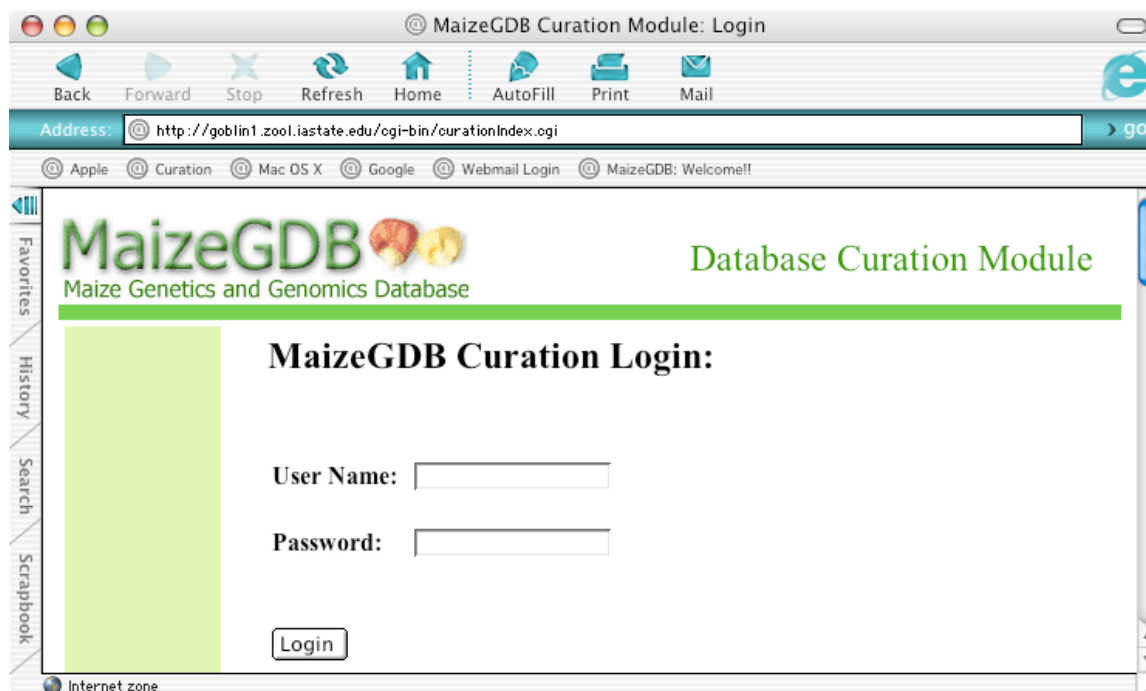 MaizeGDB Curation Module: Login
Back Forward Stop Refresh Home AutoFill Print Mail
Address: http://goblin1.zool.iastate.edu/cgi-bin/curationIndex.cgi go
Apple Curation Mac OS X Google Webmail Login MaizeGDB: Welcome!!
Favorites
History
Search
Scrapbook
MaizeGDB
Maize Genetics and Genomics Database
Database Curation Module
MaizeGDB Curation Login:
User Name:
Password:
Login
Internet zone